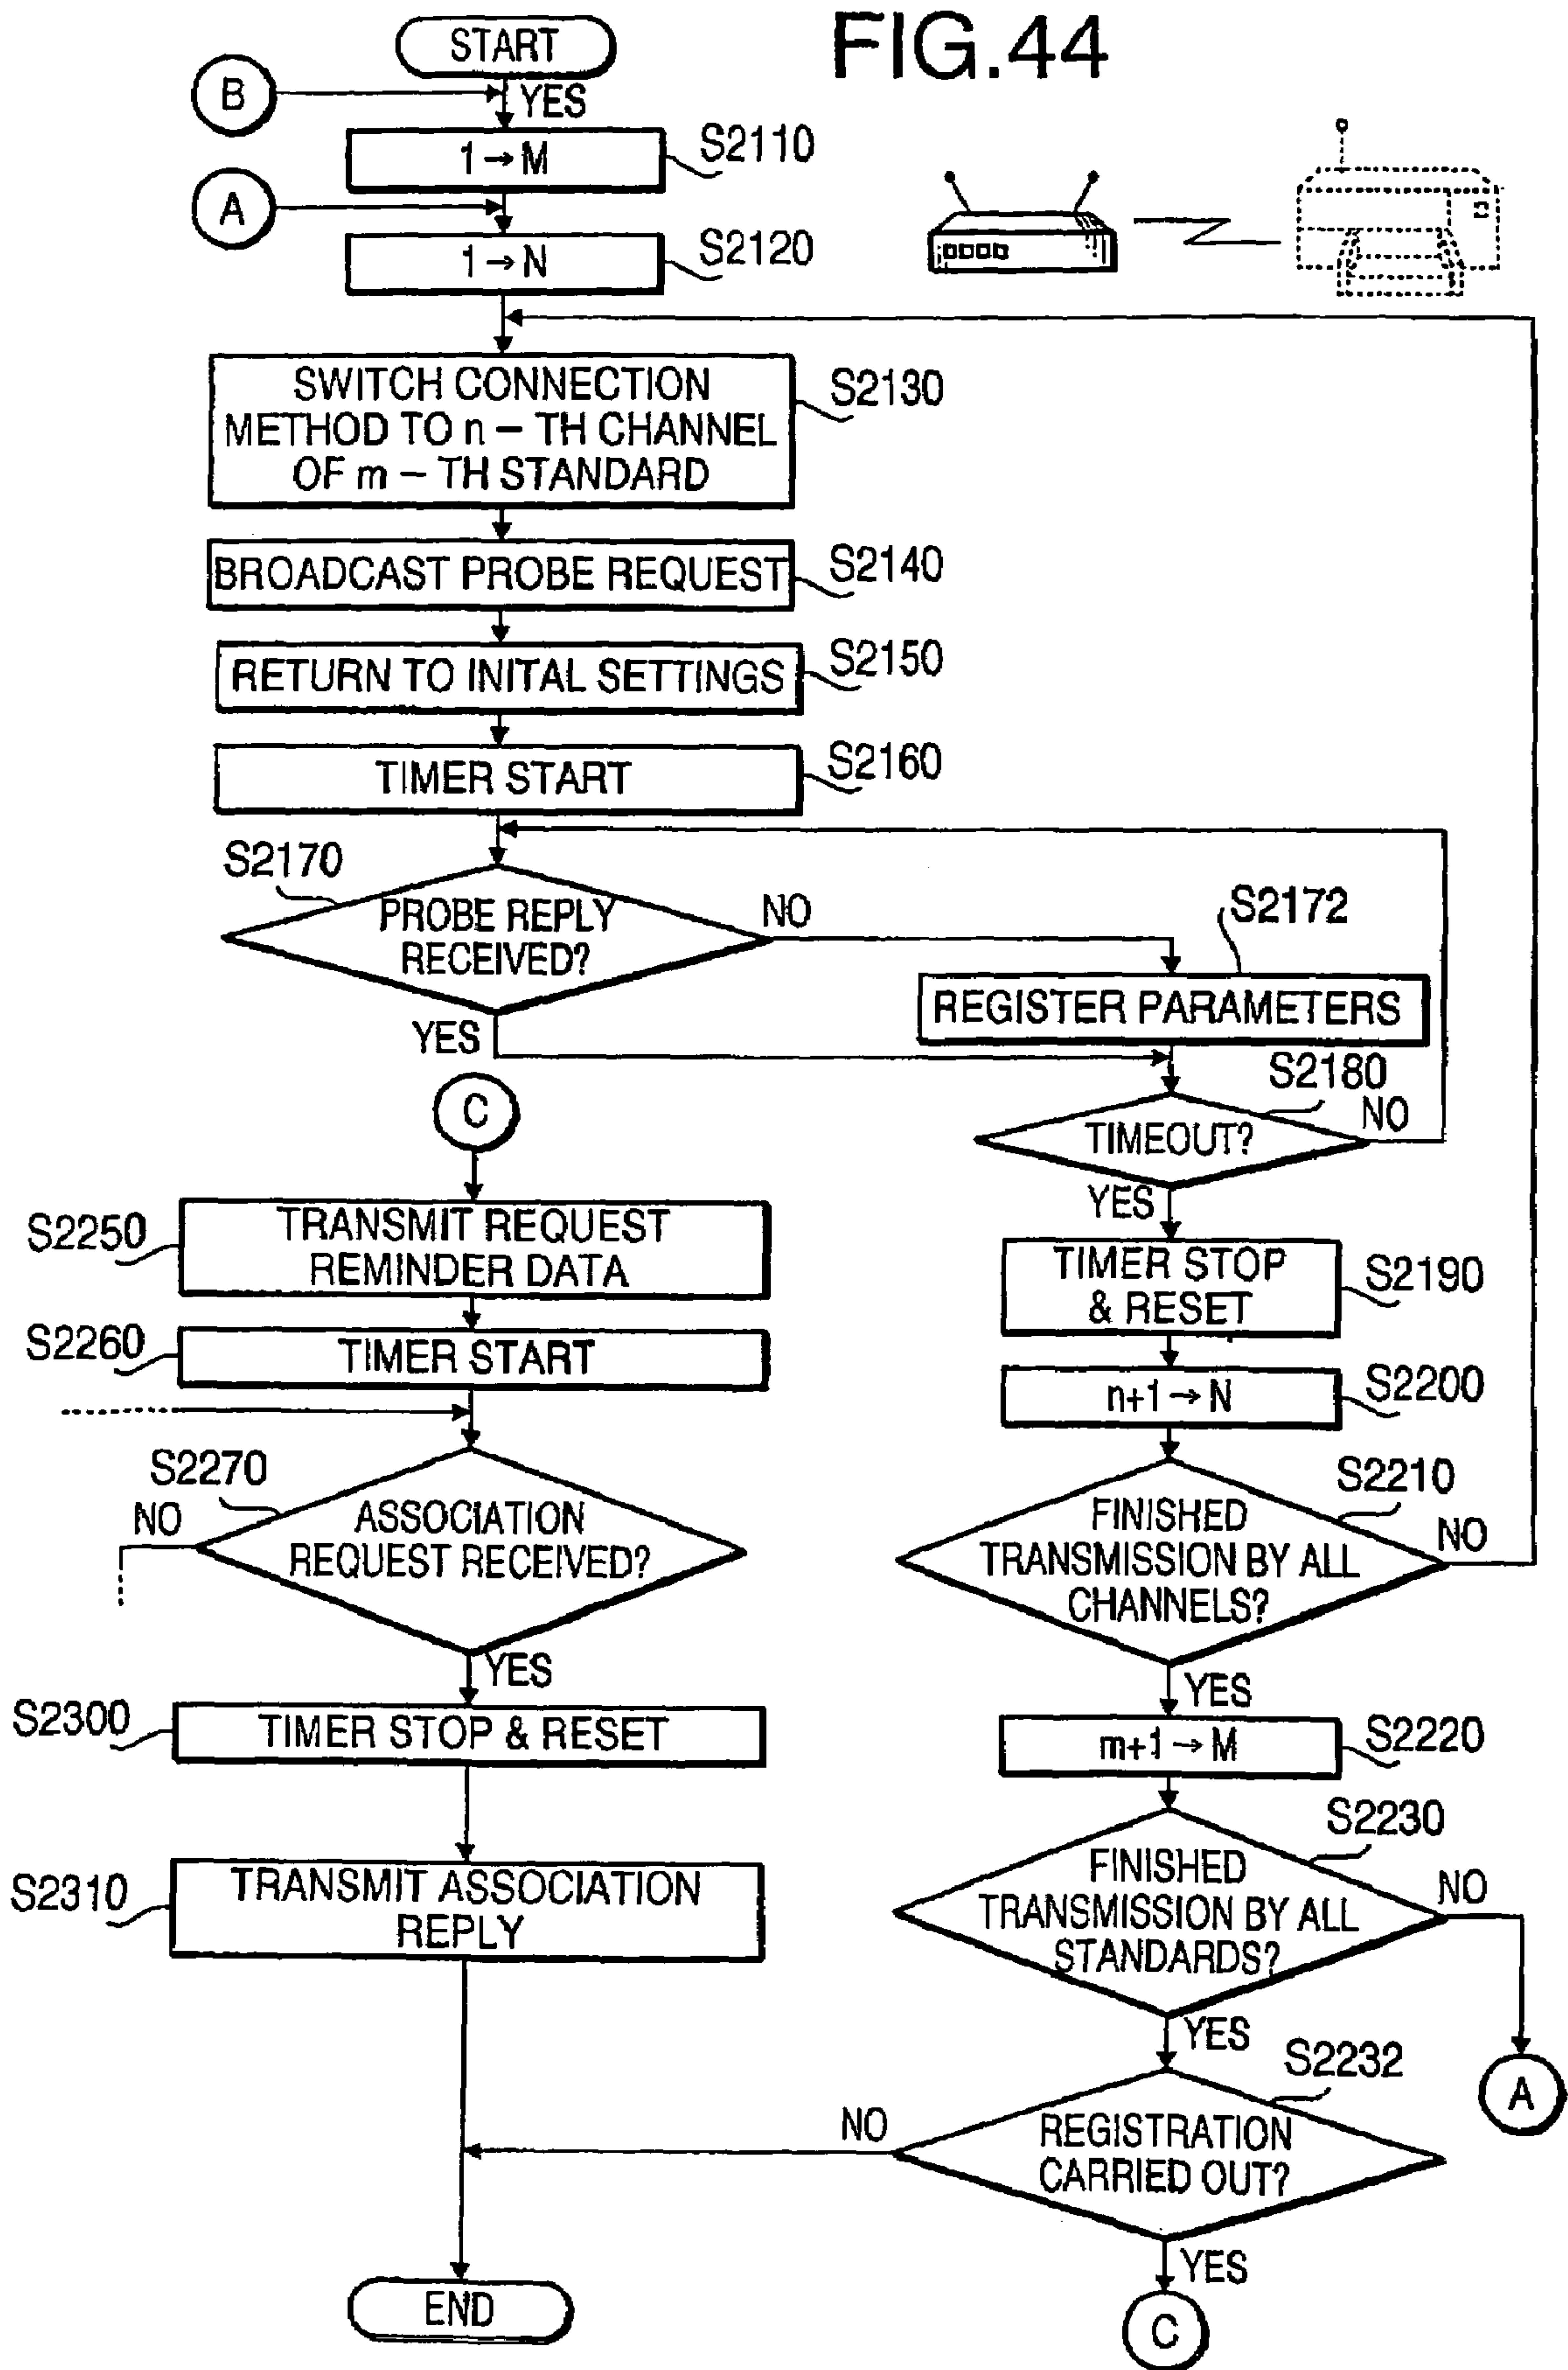 FIG.44
START
B
YES
1→M
S2110
A
1→N
S2120
SWITCH CONNECTION
METHOD TO n – TH CHANNEL
OF m – TH STANDARD
S2130
BROADCAST PROBE REQUEST
S2140
RETURN TO INITAL SETTINGS
S2150
TIMER START
S2160
S2170
PROBE REPLY
RECEIVED?
NO
YES
S2172
REGISTER PARAMETERS
S2180
TIMEOUT?
NO
YES
TIMER STOP
& RESET
S2190
n+1→N
S2200
S2210
FINISHED
TRANSMISSION BY ALL
CHANNELS?
NO
YES
m+1→M
S2220
S2230
FINISHED
TRANSMISSION BY ALL
STANDARDS?
NO
A
YES
S2232
REGISTRATION
CARRIED OUT?
NO
YES
C
C
S2250
TRANSMIT REQUEST
REMINDER DATA
S2260
TIMER START
S2270
NO
ASSOCIATION
REQUEST RECEIVED?
YES
S2300
TIMER STOP & RESET
S2310
TRANSMIT ASSOCIATION
REPLY
END